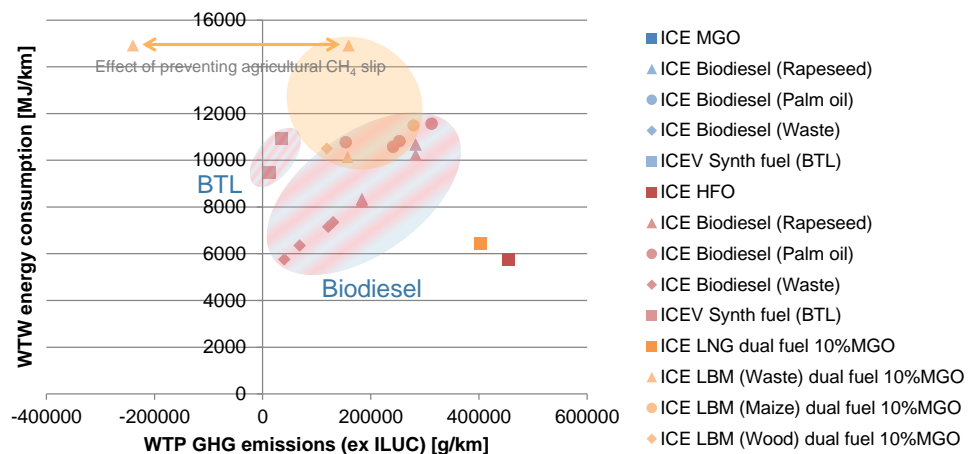 16000
14000
12000
10000
8000
6000
4000
2000
0
WTW energy consumption [MJ/km]
Effect of preventing agricultural CH₄ slip
BTL
Biodiesel
-400000 -200000 0 200000 400000 600000
WTP GHG emissions (ex ILUC) [g/km]
ICE MGO
ICE Biodiesel (Rapeseed)
ICE Biodiesel (Palm oil)
ICE Biodiesel (Waste)
ICEV Synth fuel (BTL)
ICE HFO
ICE Biodiesel (Rapeseed)
ICE Biodiesel (Palm oil)
ICE Biodiesel (Waste)
ICEV Synth fuel (BTL)
ICE LNG dual fuel 10%MGO
ICE LBM (Waste) dual fuel 10%MGO
ICE LBM (Maize) dual fuel 10%MGO
ICE LBM (Wood) dual fuel 10%MGO